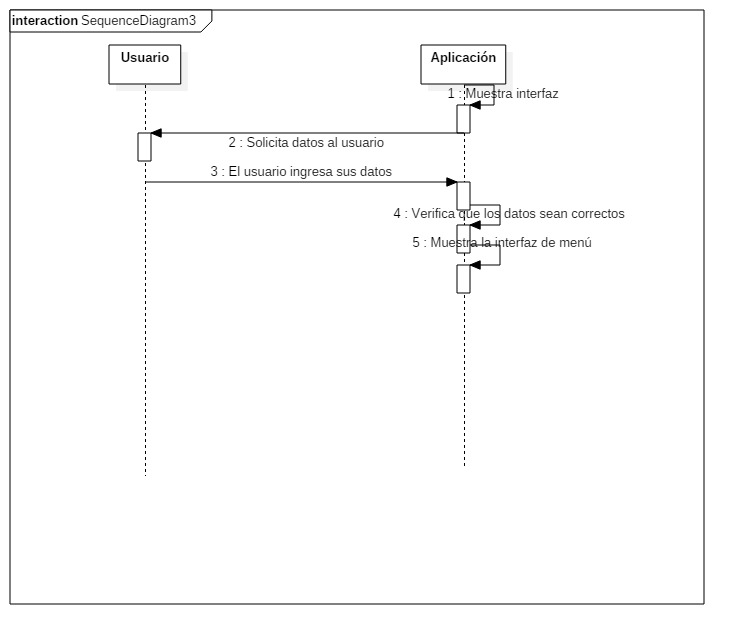 interaction SequenceDiagram3
Usuario
Aplicación
1 : Muestra interfaz
2 : Solicita datos al usuario
3 : El usuario ingresa sus datos
4 : Verifica que los datos sean correctos
5 : Muestra la interfaz de menú